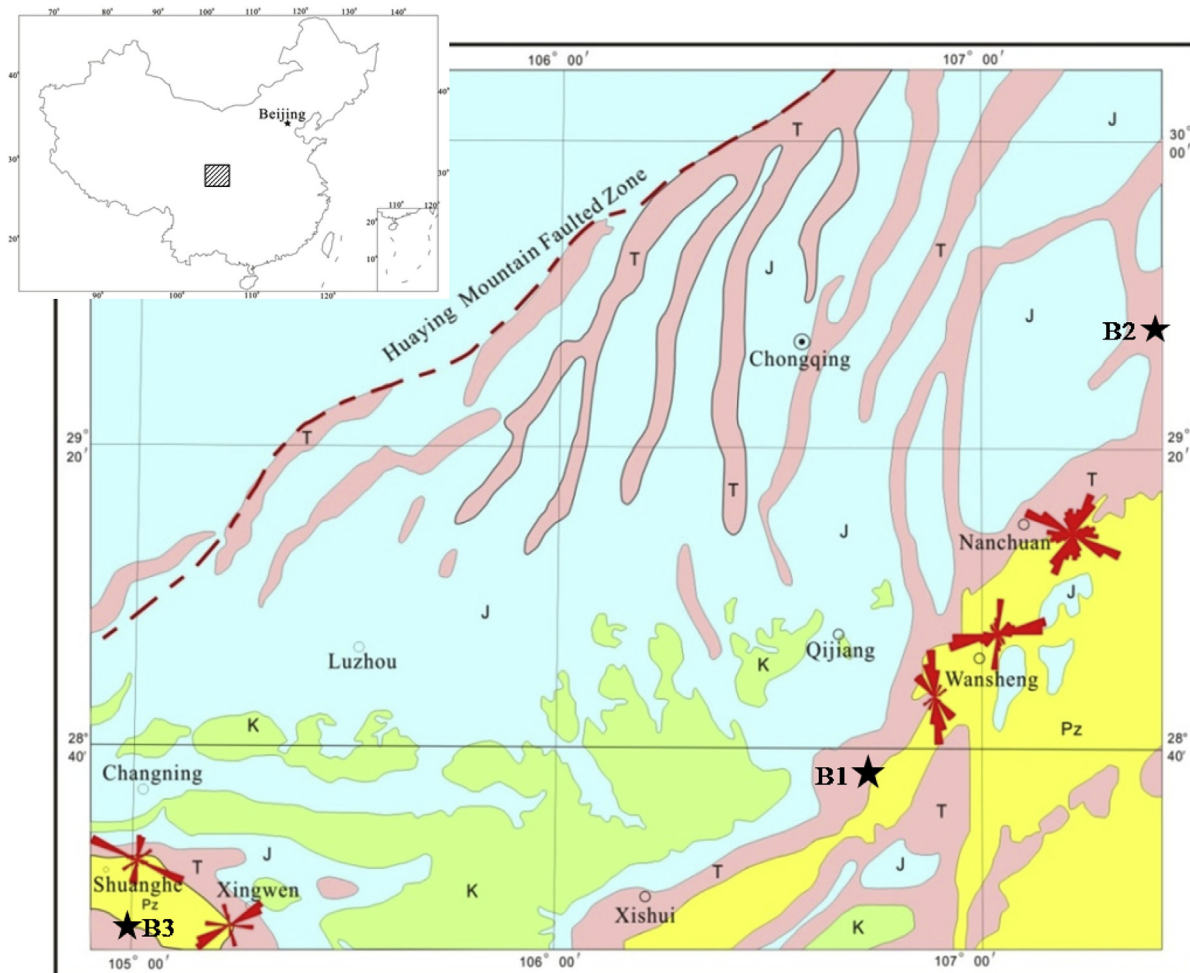 70° 80° 90° 100° 110° 120° 130° 140°
40°
40°
Beijing
30°
30°
110° 120°
20°
20°
10°
90° 100° 110° 120°
106° 00′ 107° 00′
J
T
30°
00′
Huaying Mountain Faulted Zone
T
J
T
J
B2
Chongqing
29°
20′
T
29°
20′
T
T
Nanchuan
J
J
J
Luzhou
K
Qijiang
Wansheng
K
Pz
28°
40′
28°
40′
Changning
B1
T
T
J
J
T
Shuanghe
Xingwen
Pz
K
Xishui
B3
K
105° 00′ 106° 00′ 107° 00′